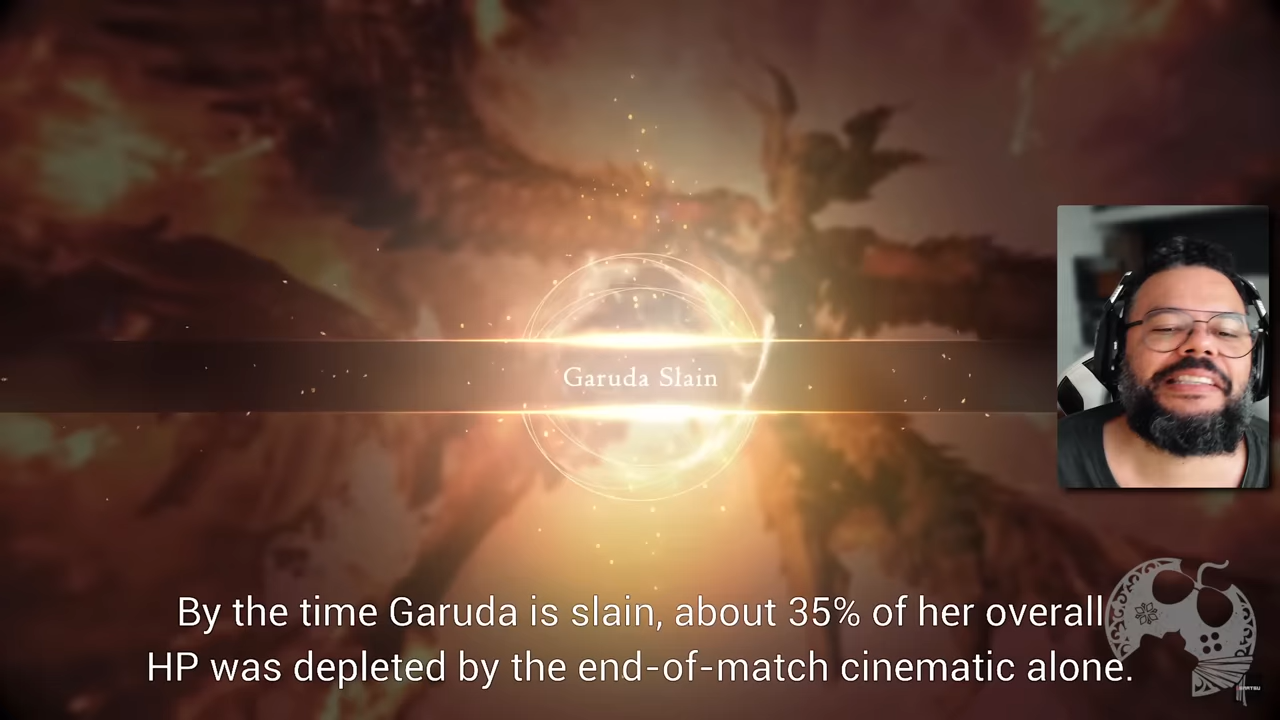 Garuda Slain
By the time Garuda is slain, about 35% of her overall
HP was depleted by the end-of-match cinematic alone.